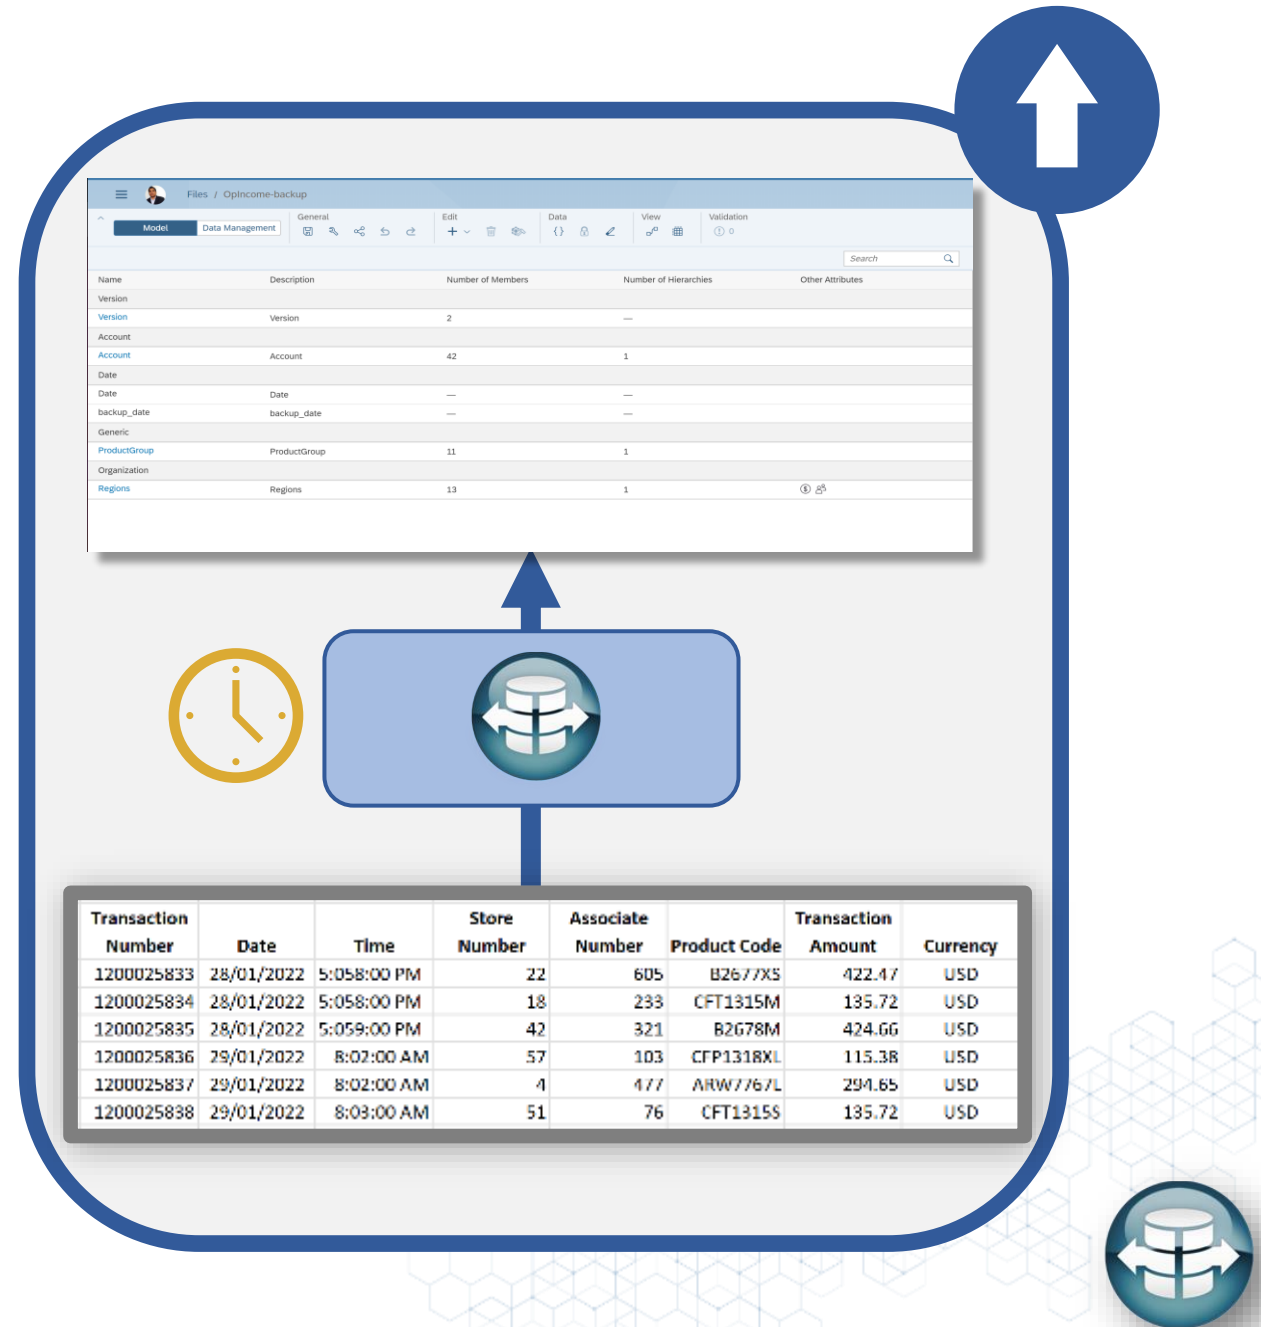 Files / OpIncome-backup
Model Data Management General Edit Data View Validation
0
Search
Name Description Number of Members Number of Hierarchies Other Attributes
Version
Version Version 2 —
Account
Account Account 42 1
Date
Date Date — —
backup_date backup_date — —
Generic
ProductGroup ProductGroup 11 1
Organization
Regions Regions 13 1
Transaction Store Associate Transaction
Number Date Time Number Number Product Code Amount Currency
1200025833 28/01/2022 5:058:00 PM 22 605 B2677XS 422.47 USD
1200025834 28/01/2022 5:058:00 PM 18 233 CFT1315M 135.72 USD
1200025835 28/01/2022 5:059:00 PM 42 321 B2678M 424.66 USD
1200025836 29/01/2022 8:02:00 AM 57 103 CFP1318XL 115.38 USD
1200025837 29/01/2022 8:02:00 AM 4 477 ARW7767L 294.65 USD
1200025838 29/01/2022 8:03:00 AM 51 76 CFT1315S 135.72 USD